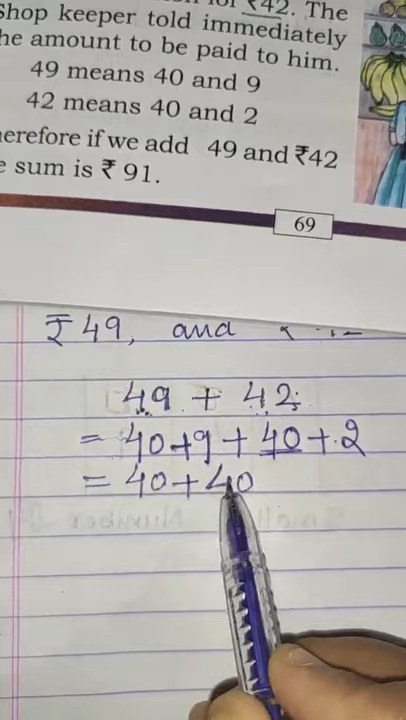 ₹42. The
Shop keeper told immediately
he amount to be paid to him.
49 means 40 and 9
42 means 40 and 2
herefore if we add 49 and ₹42
e sum is ₹ 91.
69
₹ 49, and ₹
49 + 42
= 40+9 + 40 + 2
= 40+40